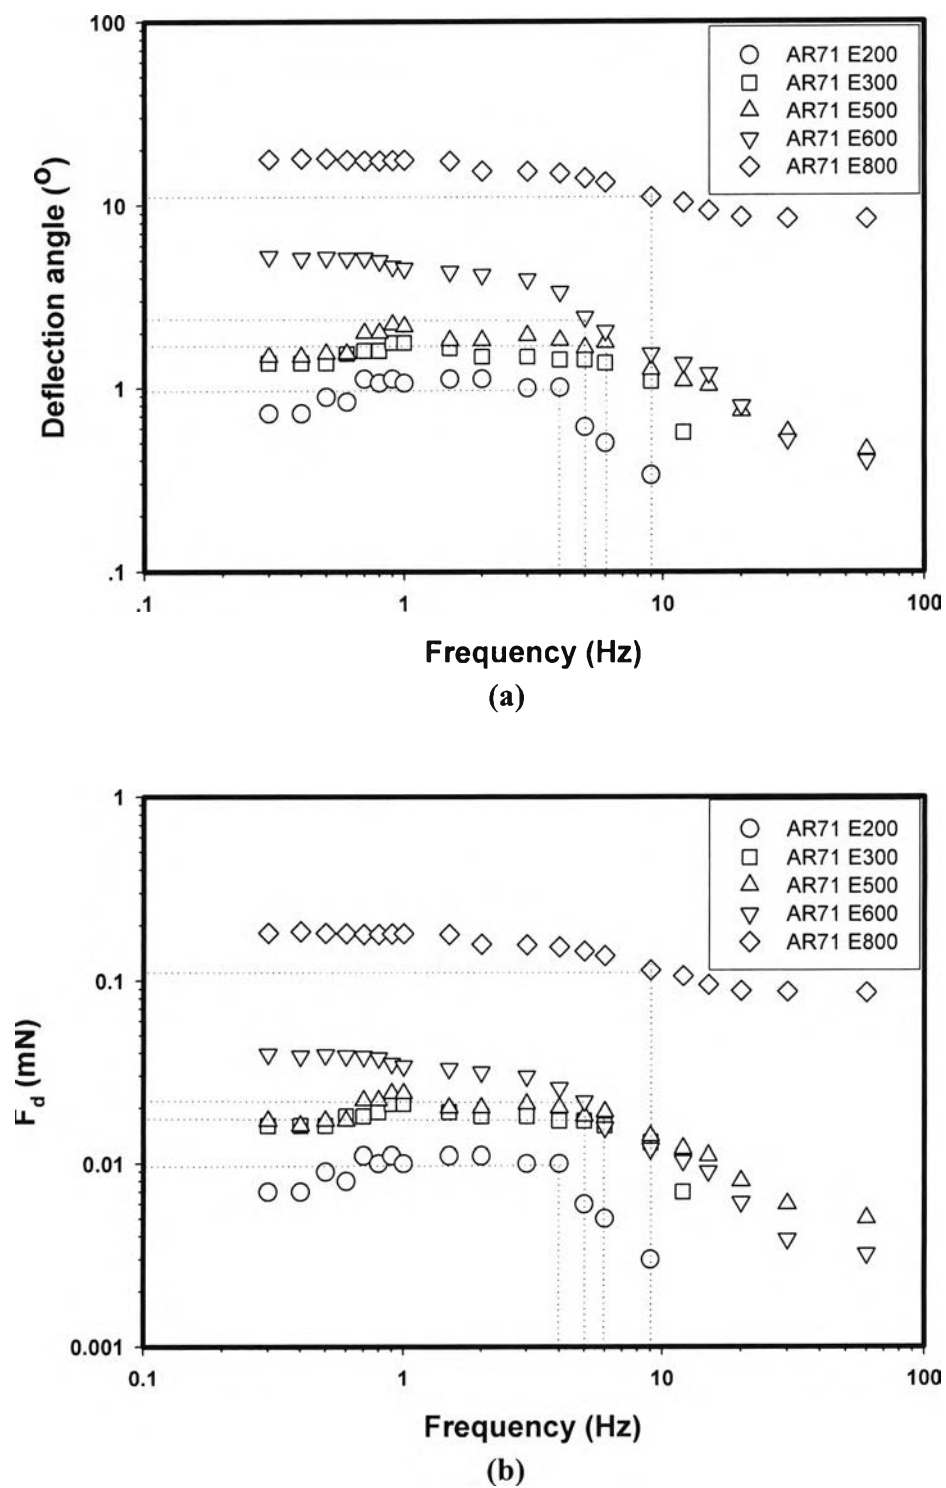 100
10
1
.1
Deflection angle (O)
AR71 E200
AR71 E300
AR71 E500
AR71 E600
AR71 E800
.1 1 10 100
Frequency (Hz)
(a)
1
0.1
0.01
0.001
Fd (mN)
AR71 E200
AR71 E300
AR71 E500
AR71 E600
AR71 E800
0.1 1 10 100
Frequency (Hz)
(b)